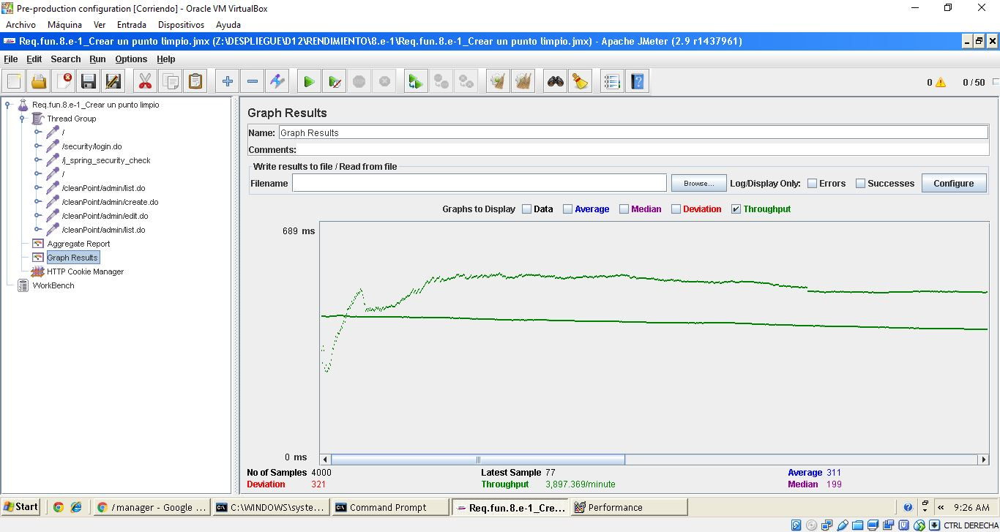 Pre-production configuration [Corriendo] - Oracle VM VirtualBox
Archivo Máquina Ver Entrada Dispositivos Ayuda
Req.fun.8.e-1_Crear un punto limpio.jmx (Z:\DESPLIEGUE\D12\RENDIMIENTO\8.e-1\Req.fun.8.e-1_Crear un punto limpio.jmx) - Apache JMeter (2.9 r1437961)
File Edit Search Run Options Help
0 0 / 50
Req.fun.8.e-1_Crear un punto limpio
Thread Group
/
/security/login.do
/j_spring_security_check
/
/cleanPoint/admin/list.do
/cleanPoint/admin/create.do
/cleanPoint/admin/edit.do
/cleanPoint/admin/list.do
Aggregate Report
Graph Results
HTTP Cookie Manager
WorkBench
Graph Results
Name: Graph Results
Comments:
Write results to file / Read from file
Filename Browse... Log/Display Only: Errors Successes Configure
Graphs to Display Data Average Median Deviation Throughput
689 ms
0 ms
No of Samples 4000 Latest Sample 77 Average 311
Deviation 321 Throughput 3,897.369/minute Median 199
Start /manager - Google ... C:\WINDOWS\syste... Command Prompt Req.fun.8.e-1_Cre... Performance « 9:26 AM
CTRL DERECHA